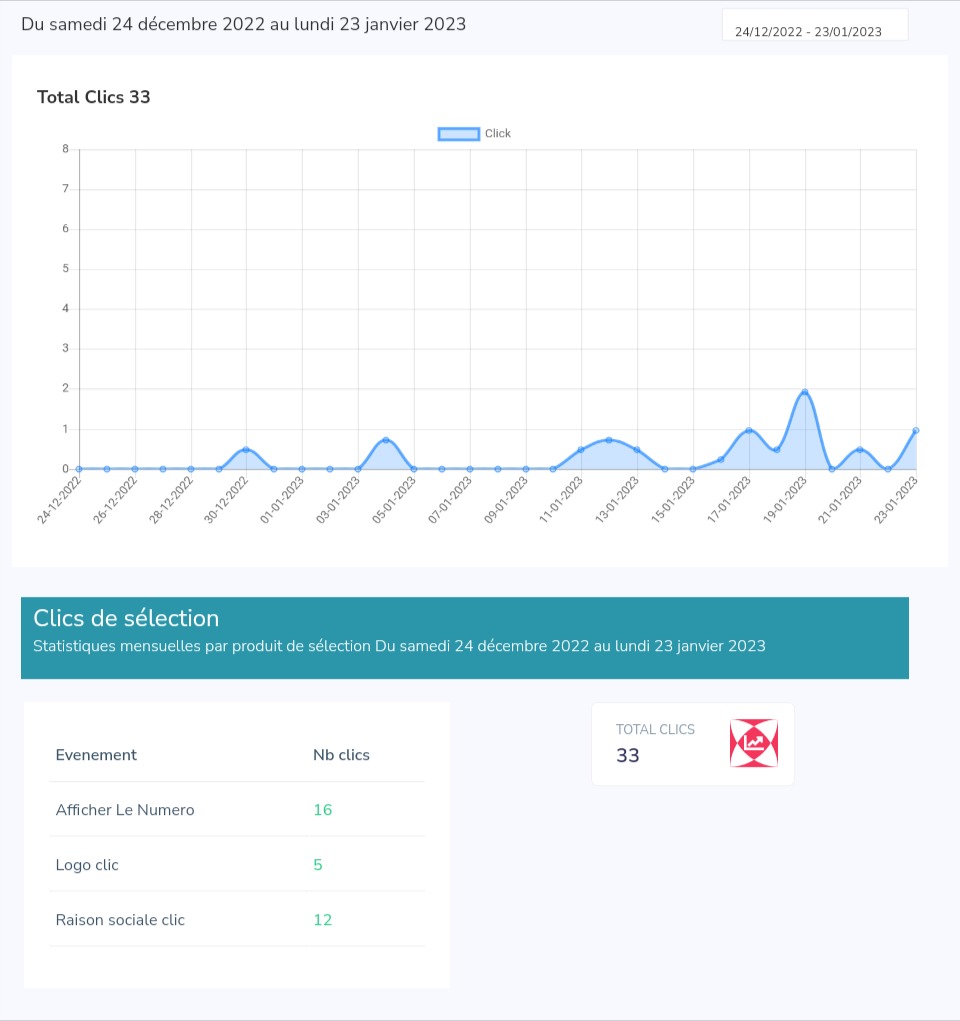 Du samedi 24 décembre 2022 au lundi 23 janvier 2023
24/12/2022 - 23/01/2023
Total Clics 33
Click
8
7
6
5
4
3
2
1
0
24-12-2022
26-12-2022
28-12-2022
30-12-2022
01-01-2023
03-01-2023
05-01-2023
07-01-2023
09-01-2023
11-01-2023
13-01-2023
15-01-2023
17-01-2023
19-01-2023
21-01-2023
23-01-2023
Clics de sélection
Statistiques mensuelles par produit de sélection Du samedi 24 décembre 2022 au lundi 23 janvier 2023
Evenement Nb clics
Afficher Le Numero 16
Logo clic 5
Raison sociale clic 12
TOTAL CLICS
33